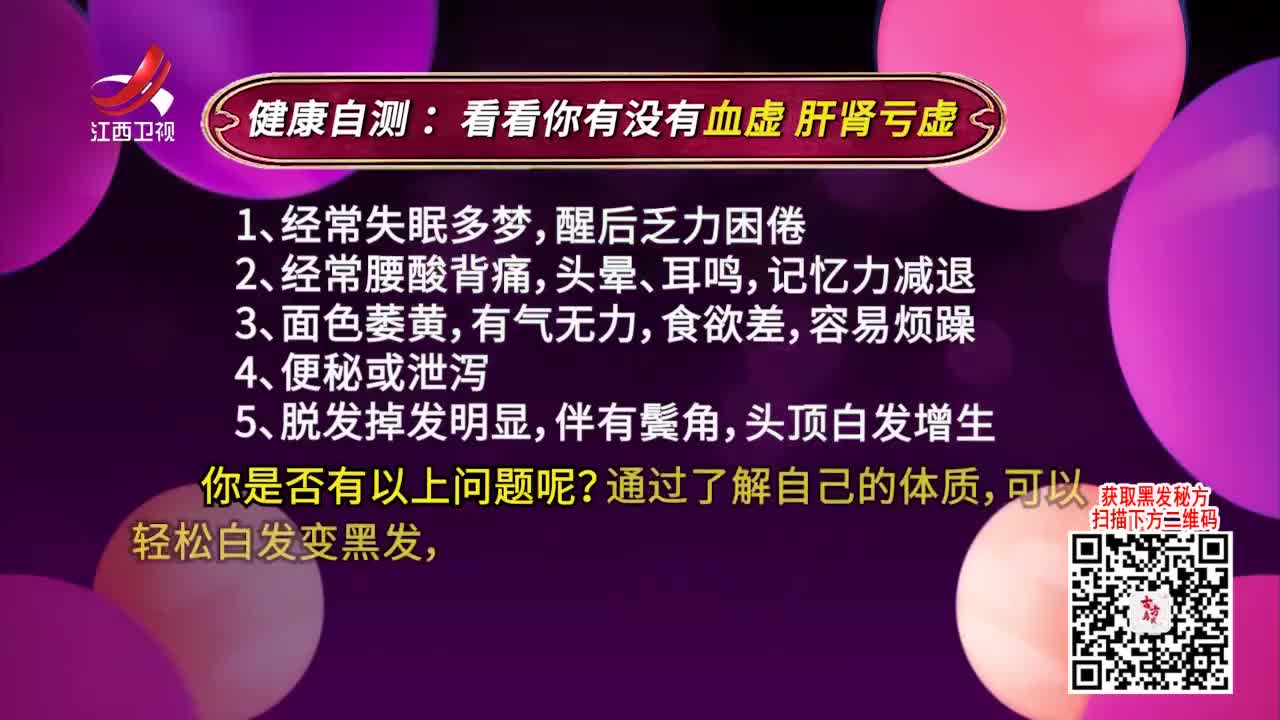 江西卫视
健康自测：看看你有没有血虚 肝肾亏虚
1、经常失眠多梦，醒后乏力困倦
2、经常腰酸背痛，头晕、耳鸣，记忆力减退
3、面色萎黄，有气无力，食欲差，容易烦躁
4、便秘或泄泻
5、脱发掉发明显，伴有鬓角，头顶白发增生
你是否有以上问题呢？通过了解自己的体质，可以
轻松白发变黑发，
获取黑发秘方
扫描下方二维码